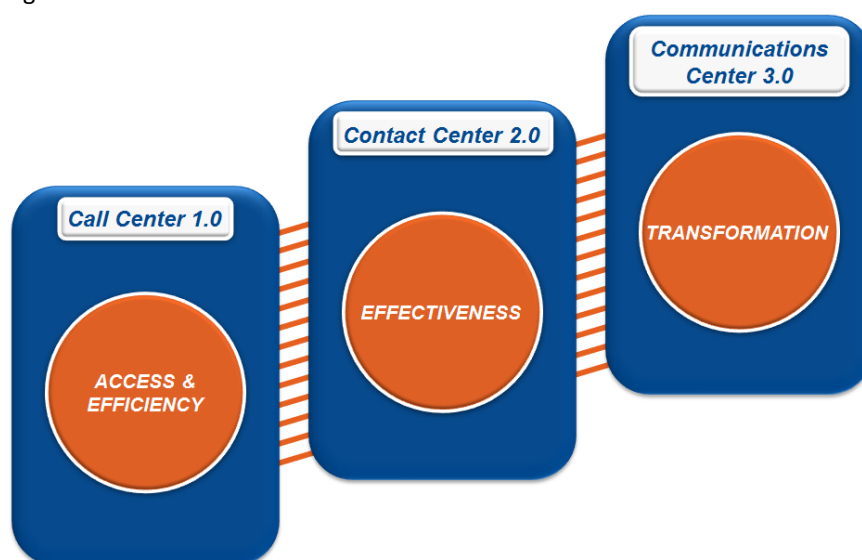 Call Center 1.0
ACCESS &
EFFICIENCY
Contact Center 2.0
EFFECTIVENESS
Communications
Center 3.0
TRANSFORMATION